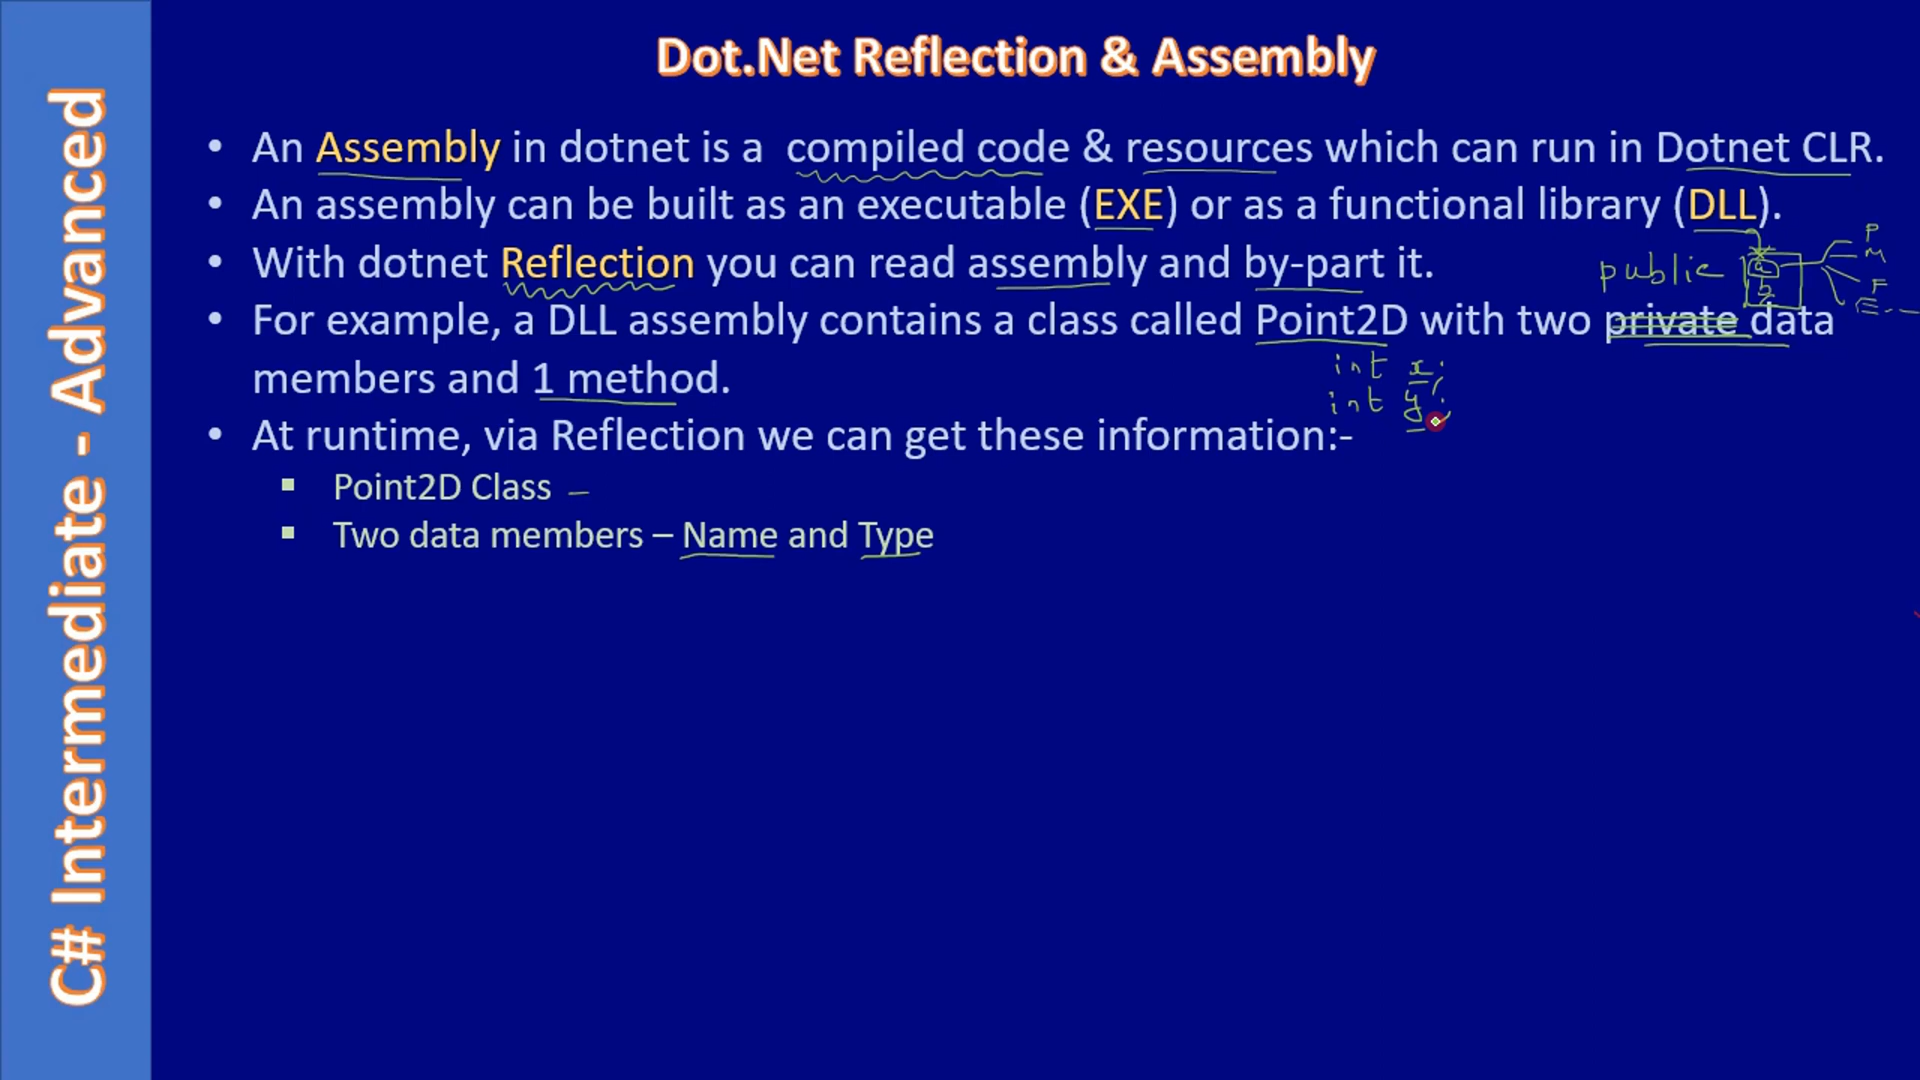 C# Intermediate - Advanced
Dot.Net Reflection & Assembly
• An Assembly in dotnet is a compiled code & resources which can run in Dotnet CLR.
• An assembly can be built as an executable (EXE) or as a functional library (DLL).
• With dotnet Reflection you can read assembly and by-part it.
public
P
M
F
E...
• For example, a DLL assembly contains a class called Point2D with two private data
members and 1 method.
int x;
int y;
• At runtime, via Reflection we can get these information:-
▪ Point2D Class –
▪ Two data members – Name and Type